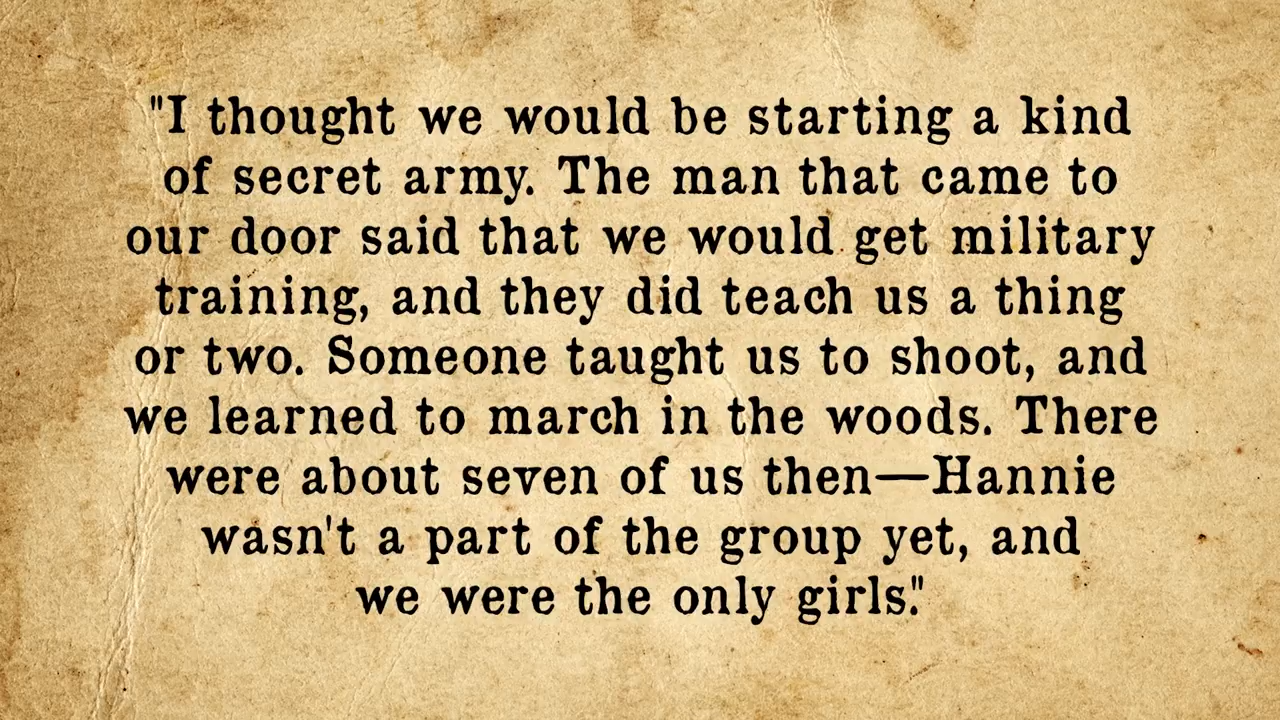 "I thought we would be starting a kind
of secret army. The man that came to
our door said that we would get military
training, and they did teach us a thing
or two. Someone taught us to shoot, and
we learned to march in the woods. There
were about seven of us then—Hannie
wasn't a part of the group yet, and
we were the only girls."